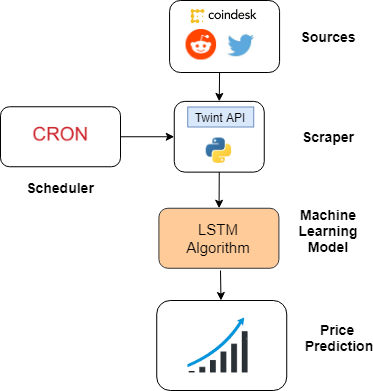 coindesk
Sources
Twint API
Scraper
CRON
Scheduler
LSTM
Algorithm
Machine
Learning
Model
Price
Prediction